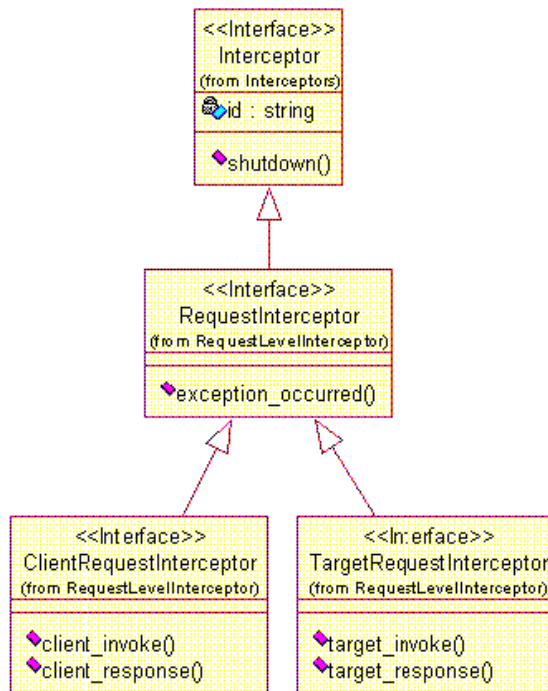 <<Interface>>
Interceptor
(from Interceptors)
id : string
shutdown()
<<Interface>>
RequestInterceptor
(from RequestLevelInterceptor)
exception_occurred()
<<Interface>>
ClientRequestInterceptor
(from RequestLevelInterceptor)
client_invoke()
client_response()
<<In:erface>>
TargetRequestInterceptor
(from RequestLevelInterceptor)
target_invoke()
target_response()